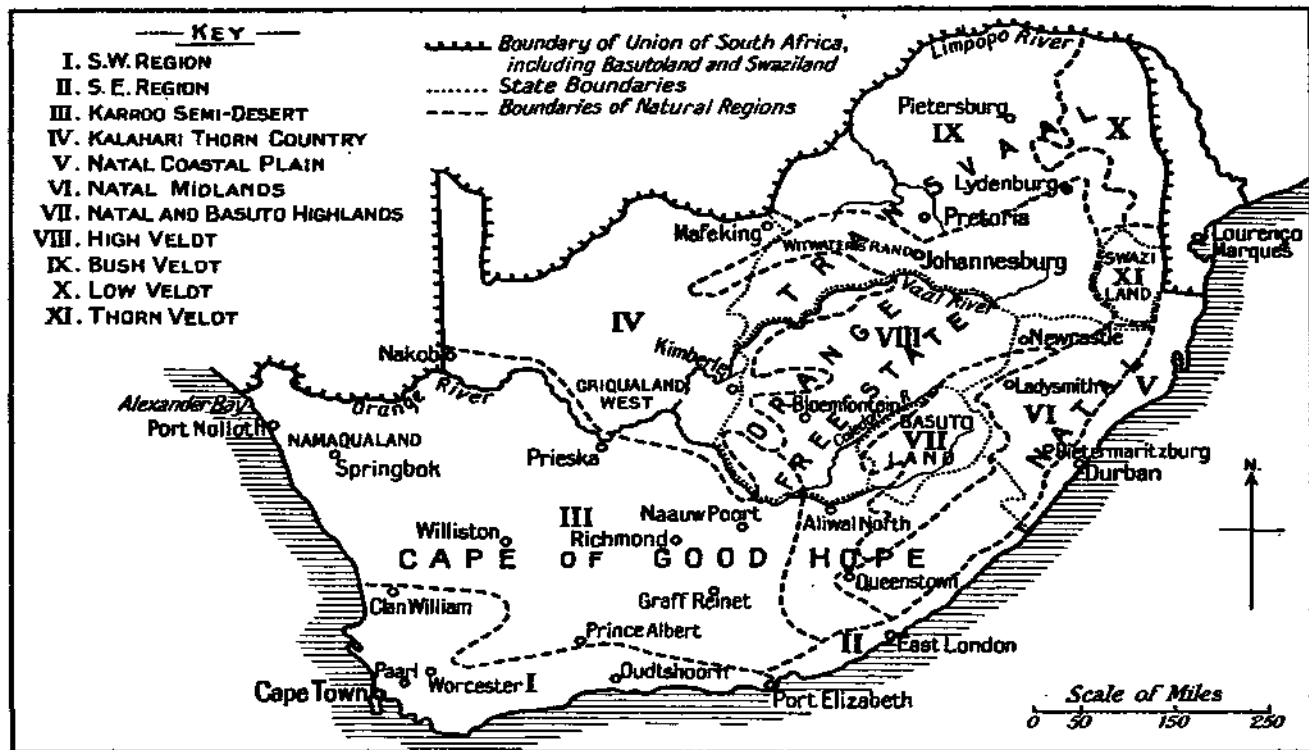 KEY
I. S.W. REGION
II. S.E. REGION
III. KARROO SEMI-DESERT
IV. KALAHARI THORN COUNTRY
V. NATAL COASTAL PLAIN
VI. NATAL MIDLANDS
VII. NATAL AND BASUTO HIGHLANDS
VIII. HIGH VELDT
IX. BUSH VELDT
X. LOW VELDT
XI. THORN VELDT
Boundary of Union of South Africa,
including Basutoland and Swaziland
State Boundaries
Boundaries of Natural Regions
Limpopo River
Pietersburg
IX
X
TRANSVAAL
Lydenburg
Pretoria
Mafeking
WITWATERSRAND
Johannesburg
Lourenço
Marques
SWAZI
XI
LAND
Vaal River
IV
VIII
ORANGE
FREE STATE
Newcastle
Nakob
Kimberley
Ladysmith
V
Orange River
GRIQUALAND
WEST
Bloemfontein
Caledon R.
BASUTO
VII
LAND
VI
NATAL
Alexander Bay
Port Nolloth
NAMAQUALAND
Springbok
Prieska
Pietermaritzburg
Durban
N.
III
Naauw Poort
Aliwal North
Williston
Richmond
CAPE OF GOOD HOPE
Queenstown
Clan William
Graff Reinet
Prince Albert
II
East London
Paarl
Worcester
I
Oudtshoorn
Cape Town
Port Elizabeth
Scale of Miles
0 50 150 250